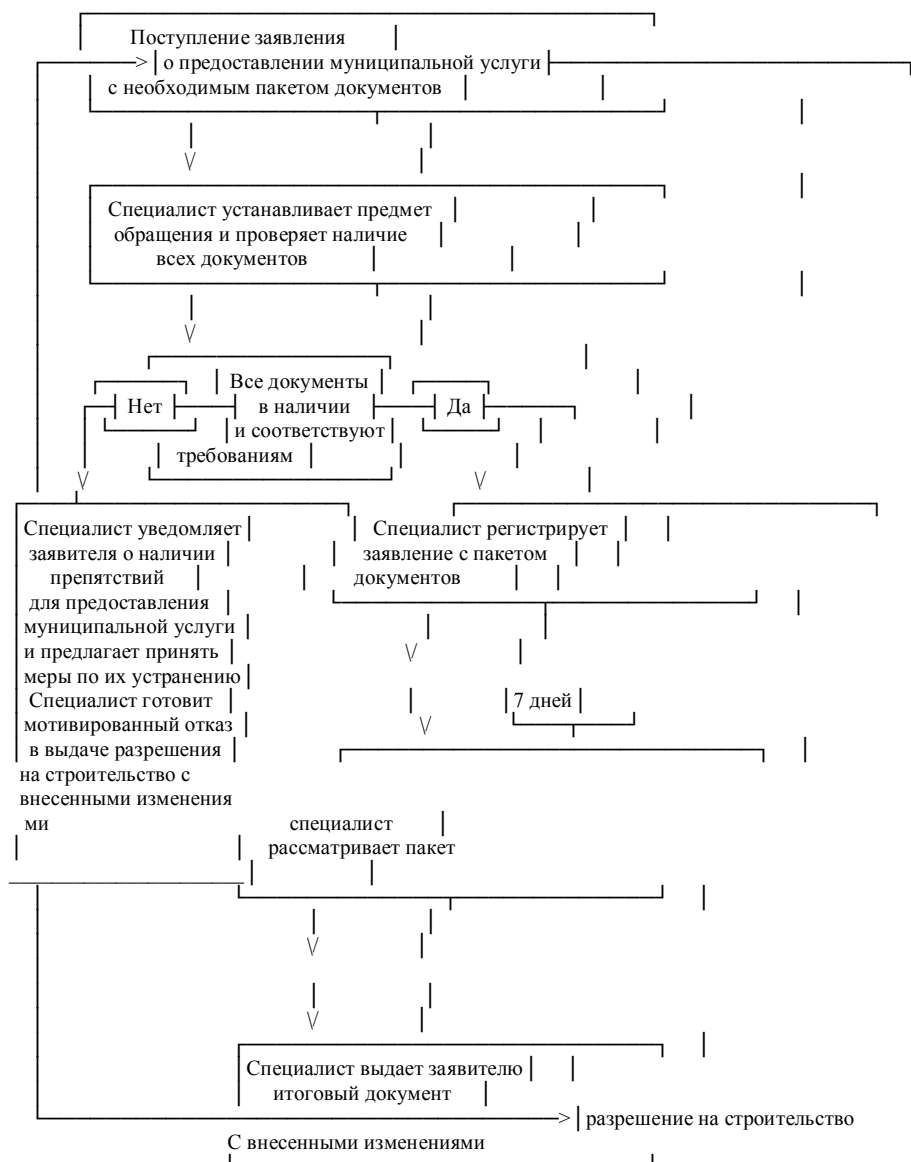 Поступление заявления
о предоставлении муниципальной услуги
с необходимым пакетом документов
Специалист устанавливает предмет
обращения и проверяет наличие
всех документов
Все документы
Нет в наличии Да
и соответствуют
требованиям
Специалист уведомляет Специалист регистрирует
заявителя о наличии заявление с пакетом
препятствий документов
для предоставления
муниципальной услуги
и предлагает принять
меры по их устранению
Специалист готовит 7 дней
мотивированный отказ
в выдаче разрешения
на строительство с
внесенными изменения
ми специалист
рассматривает пакет
Специалист выдает заявителю
итоговый документ
разрешение на строительство
С внесенными изменениями